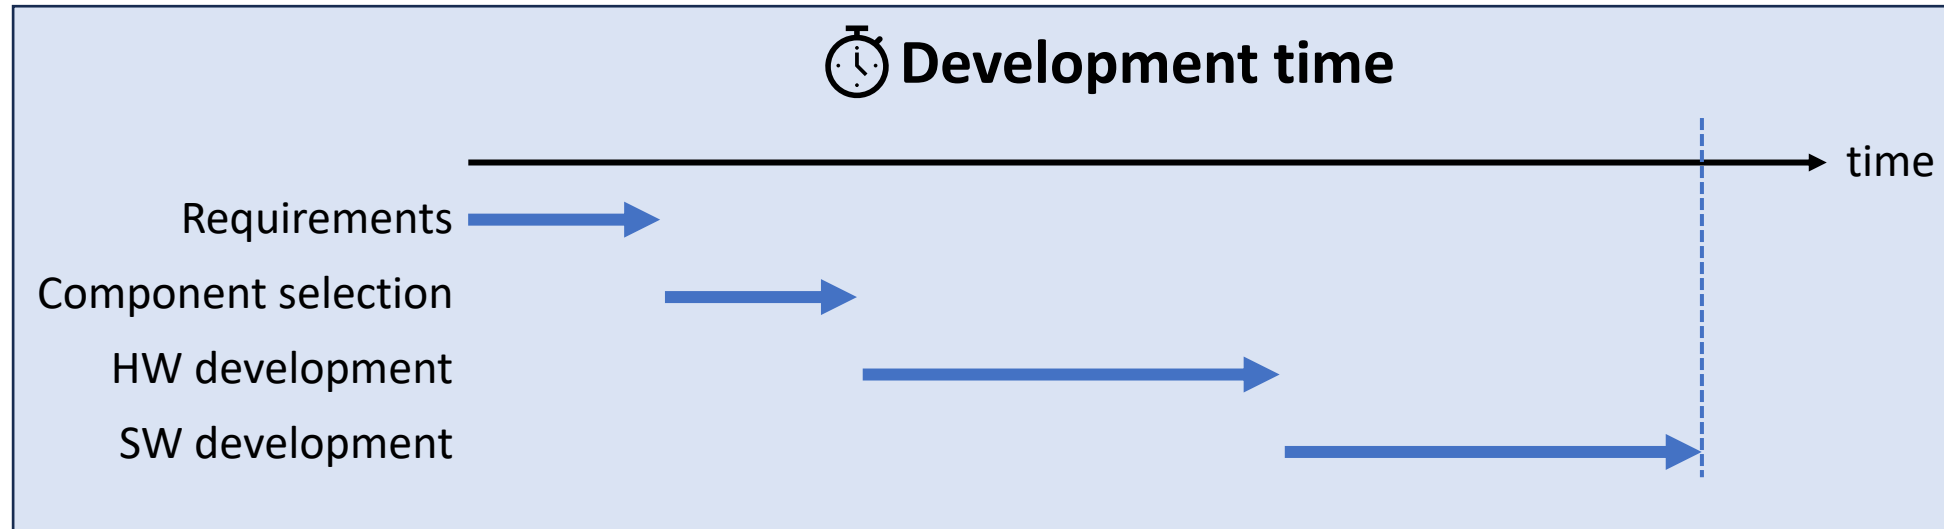 Development time
time
Requirements
Component selection
HW development
SW development